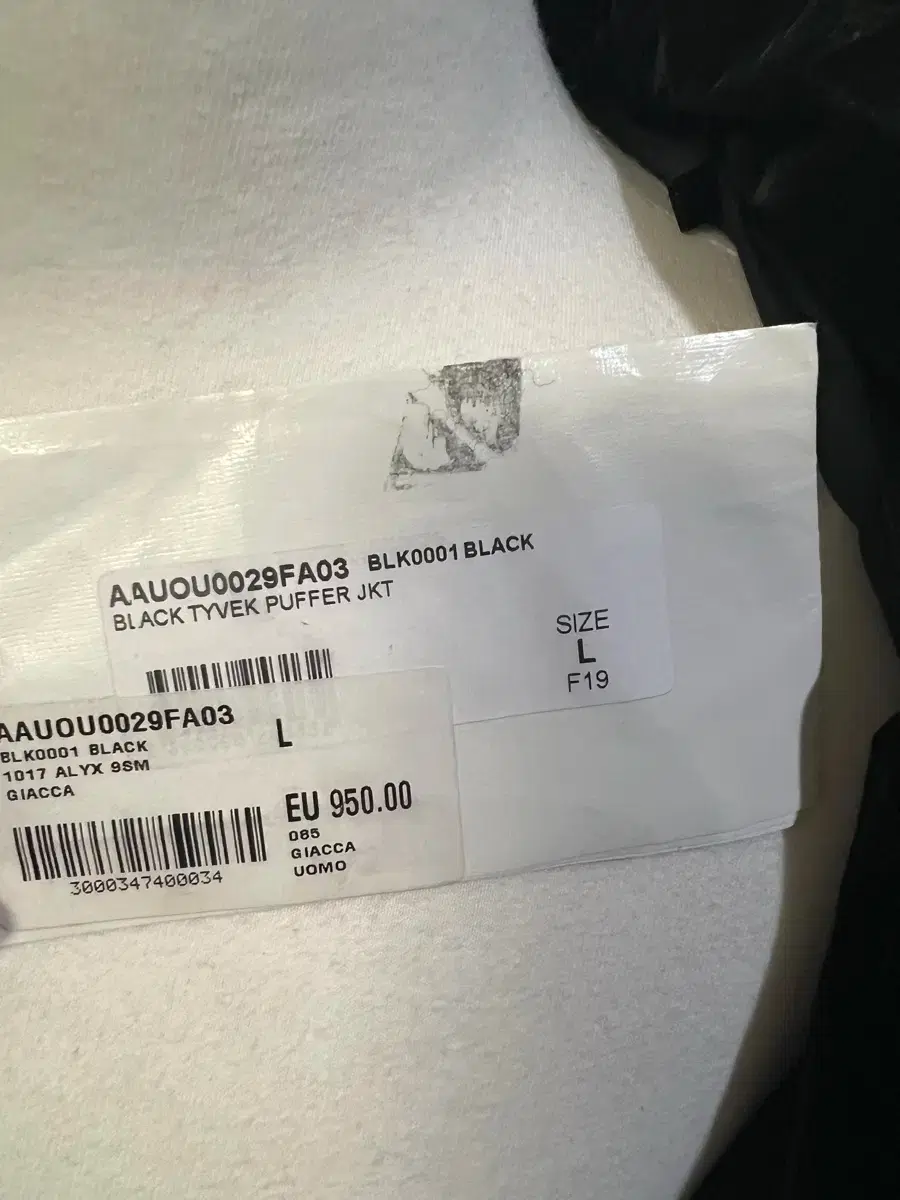 AAUOU0029FA03 BLK0001 BLACK
BLACK TYVEK PUFFER JKT
SIZE
L
F19
AAUOU0029FA03
L
BLK0001 BLACK
1017 ALYX 9SM
GIACCA
EU 950.00
085
GIACCA
UOMO
3000347400034